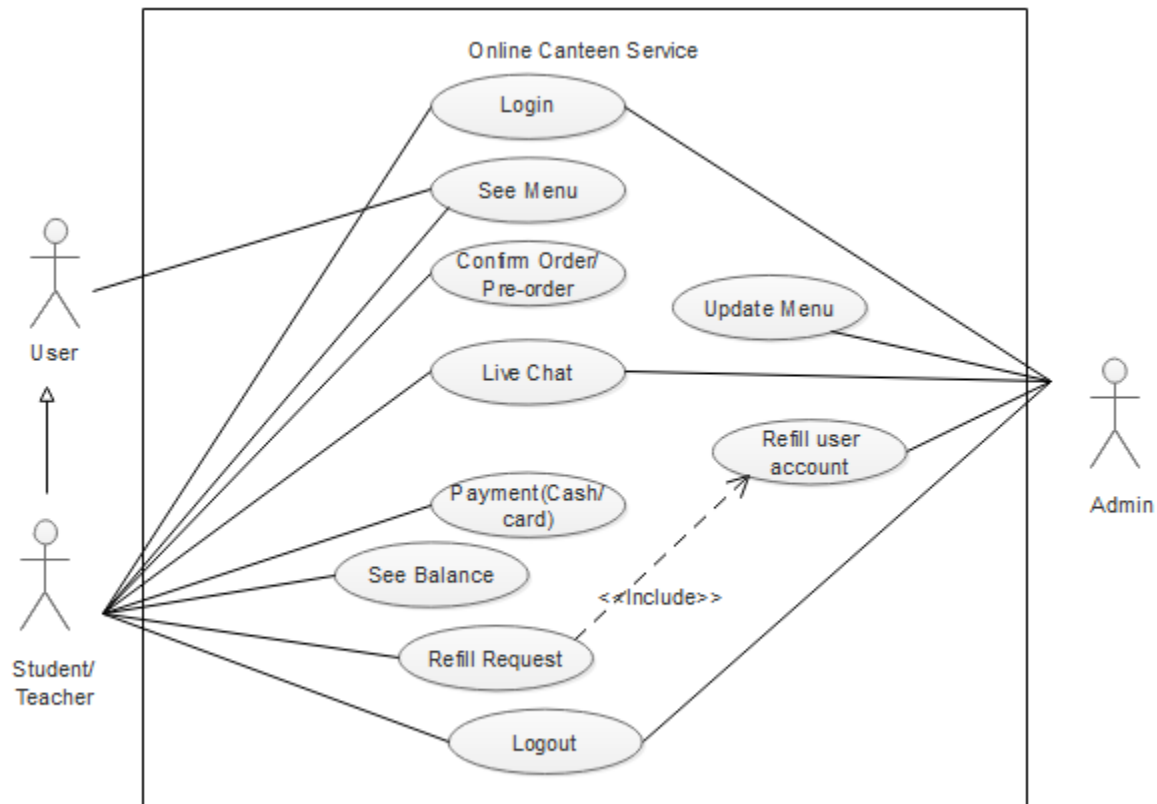 Online Canteen Service
Login
See Menu
Confirm Order/
Pre-order
Update Menu
User
Live Chat
Refill user
account
Payment(Cash/
card)
Admin
See Balance
<<Include>>
Refill Request
Student/
Teacher
Logout